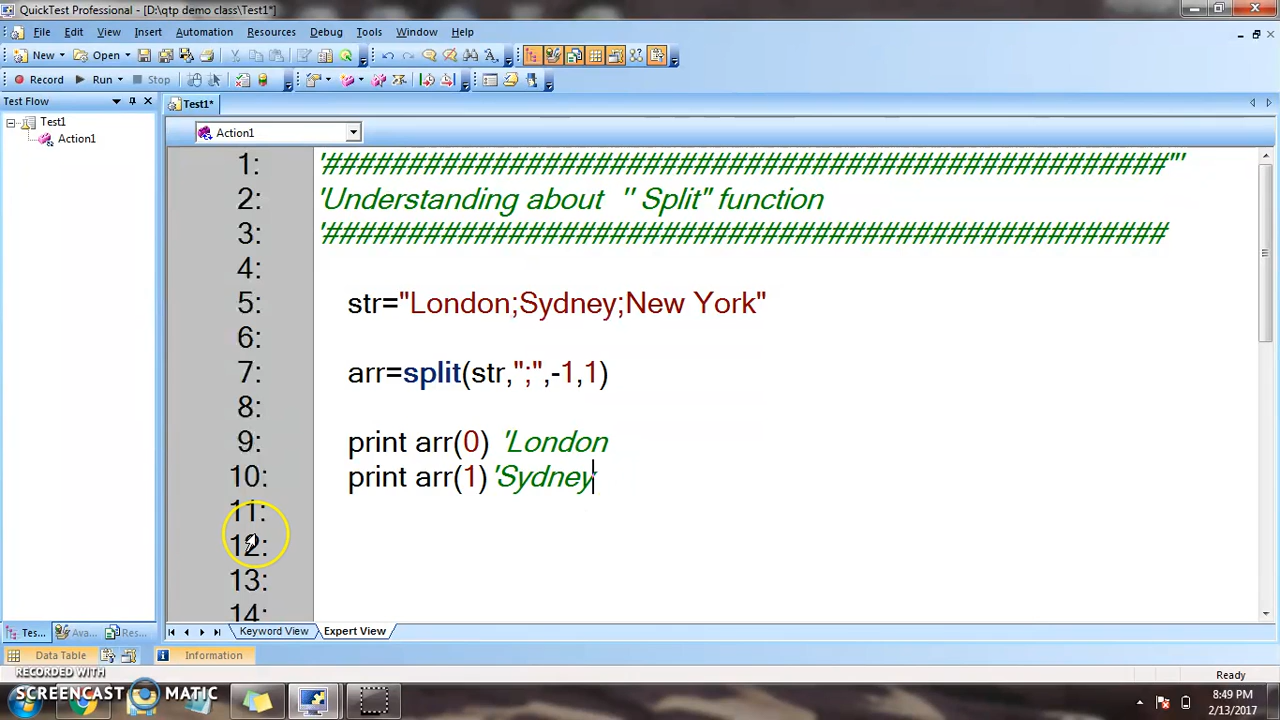 QuickTest Professional - [D:\qtp demo class\Test1*]
File Edit View Insert Automation Resources Debug Tools Window Help
New Open
Record Run Stop
Test Flow
Test1*
Test1
Action1
Action1
1: '######################################################"'
2: 'Understanding about " Split" function
3: '######################################################
4:
5: str="London;Sydney;New York"
6:
7: arr=split(str,";",-1,1)
8:
9: print arr(0) 'London
10: print arr(1)'Sydney
11:
12:
13:
14:
Tes... Ava... Res...
Keyword View Expert View
Data Table Information
Ready
RECORDED WITH
SCREENCAST MATIC
8:49 PM
2/13/2017